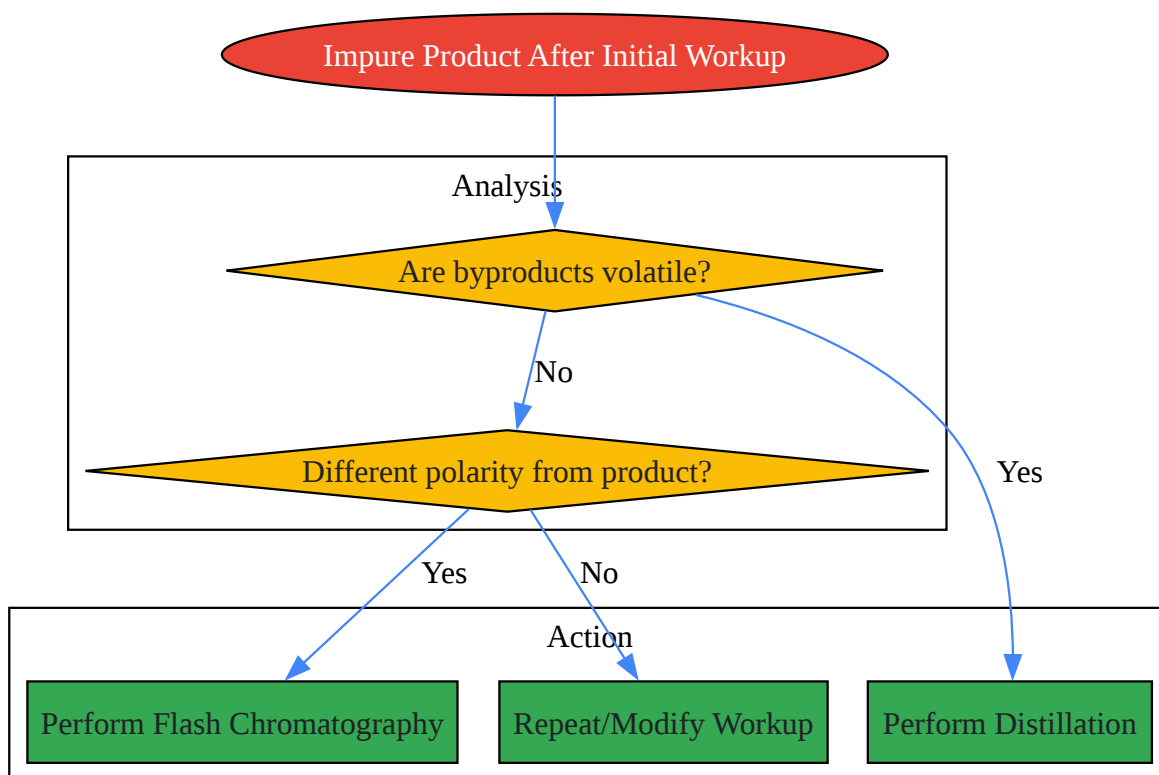 Impure Product After Initial Workup
Analysis
Are byproducts volatile?
No
Different polarity from product?
Yes
Yes
No
Action
Perform Flash Chromatography
Repeat/Modify Workup
Perform Distillation